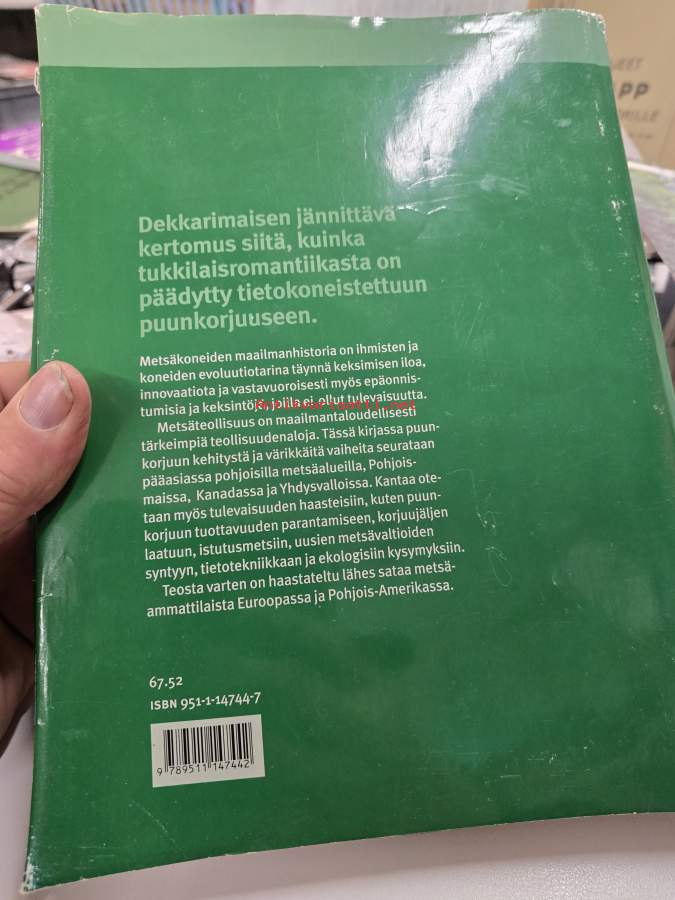 Dekkarimaisen jännittävä
kertomus siitä, kuinka
tukkilaisromantiikasta on
päädytty tietokoneistettuun
puunkorjuuseen.
Metsäkoneiden maailmanhistoria on ihmisten ja
koneiden evoluutiotarina täynnä keksimisen iloa,
innovaatiota ja vastavuoroisesti myös epäonnis-
tumisia ja keksintöjä, joilla ei ollut tulevaisuutta.
Antikvariaatti.net
Metsäteollisuus on maailmantaloudellisesti
tärkeimpiä teollisuudenaloja. Tässä kirjassa puun-
korjuun kehitystä ja värikkäitä vaiheita seurataan
pääasiassa pohjoisilla metsäalueilla, Pohjois-
maissa, Kanadassa ja Yhdysvalloissa. Kantaa ote-
taan myös tulevaisuuden haasteisiin, kuten puun-
korjuun tuottavuuden parantamiseen, korjuujäljen
laatuun, istutusmetsiin, uusien metsävaltioiden
syntyyn, tietotekniikkaan ja ekologisiin kysymyksiin.
Teosta varten on haastateltu lähes sataa metsä-
ammattilaista Euroopassa ja Pohjois-Amerikassa.
67.52
ISBN 951-1-14744-7
9 789511 147442
PP